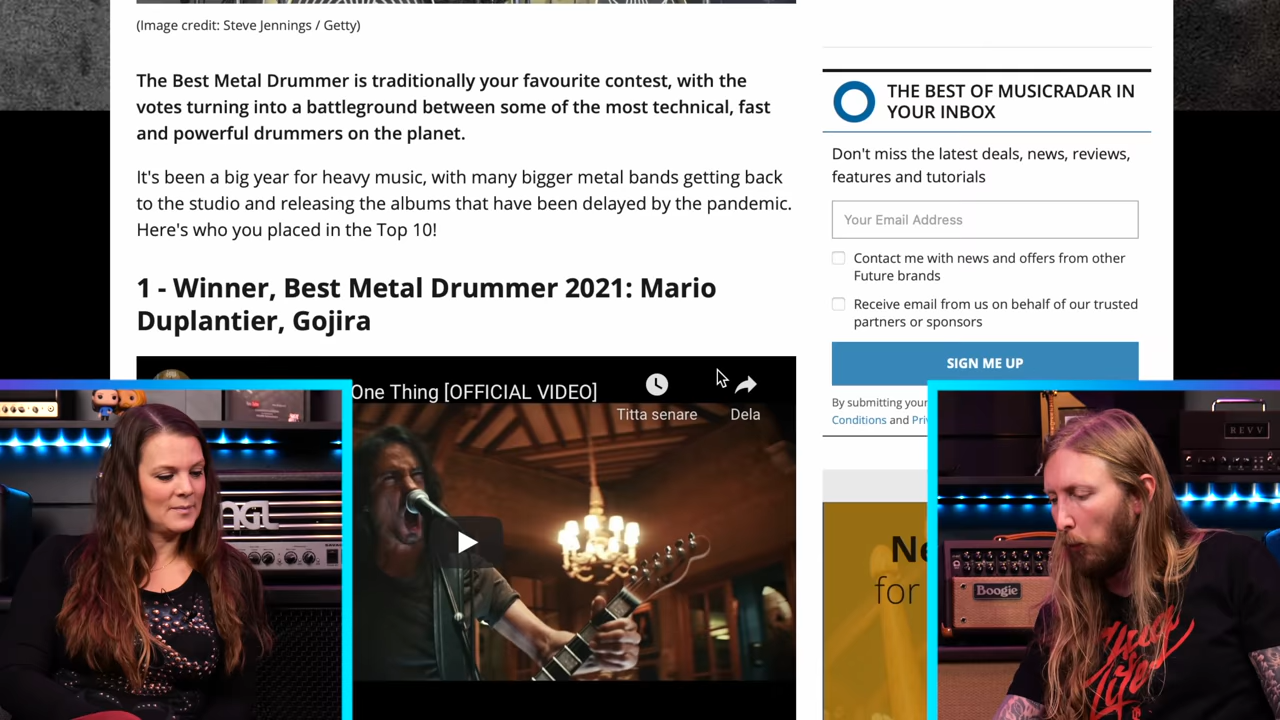 (Image credit: Steve Jennings / Getty)
The Best Metal Drummer is traditionally your favourite contest, with the
votes turning into a battleground between some of the most technical, fast
and powerful drummers on the planet.
It's been a big year for heavy music, with many bigger metal bands getting back
to the studio and releasing the albums that have been delayed by the pandemic.
Here's who you placed in the Top 10!
1 - Winner, Best Metal Drummer 2021: Mario
Duplantier, Gojira
One Thing [OFFICIAL VIDEO]
Titta senare
Dela
THE BEST OF MUSICRADAR IN
YOUR INBOX
Don't miss the latest deals, news, reviews,
features and tutorials
Your Email Address
Contact me with news and offers from other
Future brands
Receive email from us on behalf of our trusted
partners or sponsors
SIGN ME UP
By submitting your
Conditions and
for
REVV
Boogie